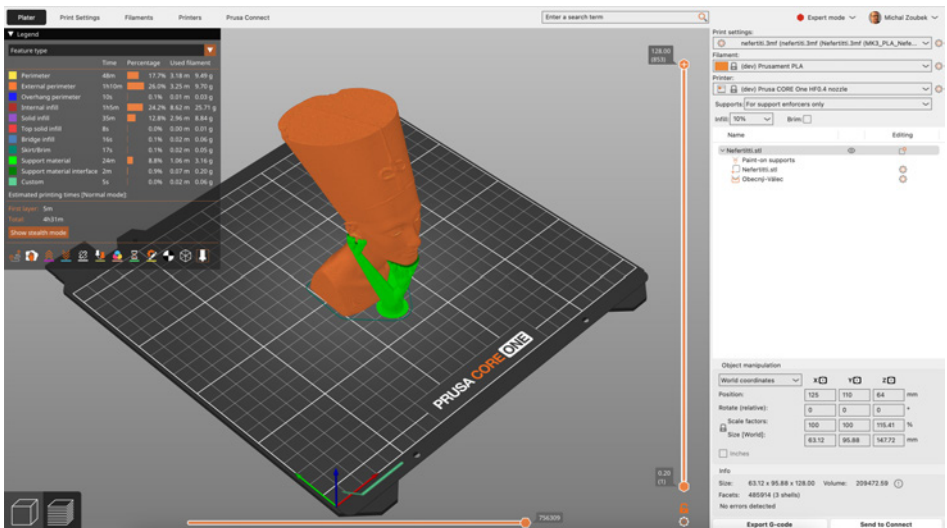 Plater Print Settings Filaments Printers Prusa Connect Enter a search term Expert mode Michal Zoubek
Legend
Feature type
Time Percentage Used filament
Perimeter 48m 17.7% 3.18 m 9.49 g
External perimeter 1h10m 26.0% 3.25 m 9.70 g
Overhang perimeter 10s 0.1% 0.01 m 0.03 g
Internal infill 1h5m 24.2% 8.62 m 25.71 g
Solid infill 35m 12.8% 2.96 m 8.84 g
Top solid infill 8s 0.0% 0.00 m 0.01 g
Bridge infill 16s 0.1% 0.02 m 0.06 g
Skirt/Brim 17s 0.1% 0.02 m 0.05 g
Support material 24m 8.8% 1.06 m 3.16 g
Support material interface 2m 0.9% 0.07 m 0.20 g
Custom 5s 0.0% 0.02 m 0.06 g
Estimated printing times [Normal mode]:
First layer: 5m
Total: 4h31m
Show stealth mode
128.00
(853)
PRUSA CORE ONE
0.20
(1)
756309
Print settings:
nefertiti.3mf (nefertiti.3mf (Nefertiti.3mf (MK3_PLA_Nefe...
Filament:
(dev) Prusament PLA
Printer:
(dev) Prusa CORE One HF0.4 nozzle
Supports: For support enforcers only
Infill: 10% Brim:
Name Editing
Nefertiti.stl
Paint-on supports
Nefertiti.stl
Obecný-Válec
Object manipulation
World coordinates X Y Z
Position: 125 110 64 mm
Rotate (relative): 0 0 0 °
Scale factors: 100 100 115.41 %
Size [World]: 63.12 95.88 147.72 mm
Inches
Info
Size: 63.12 x 95.88 x 128.00 Volume: 209472.59
Facets: 485914 (3 shells)
No errors detected
Export G-code Send to Connect